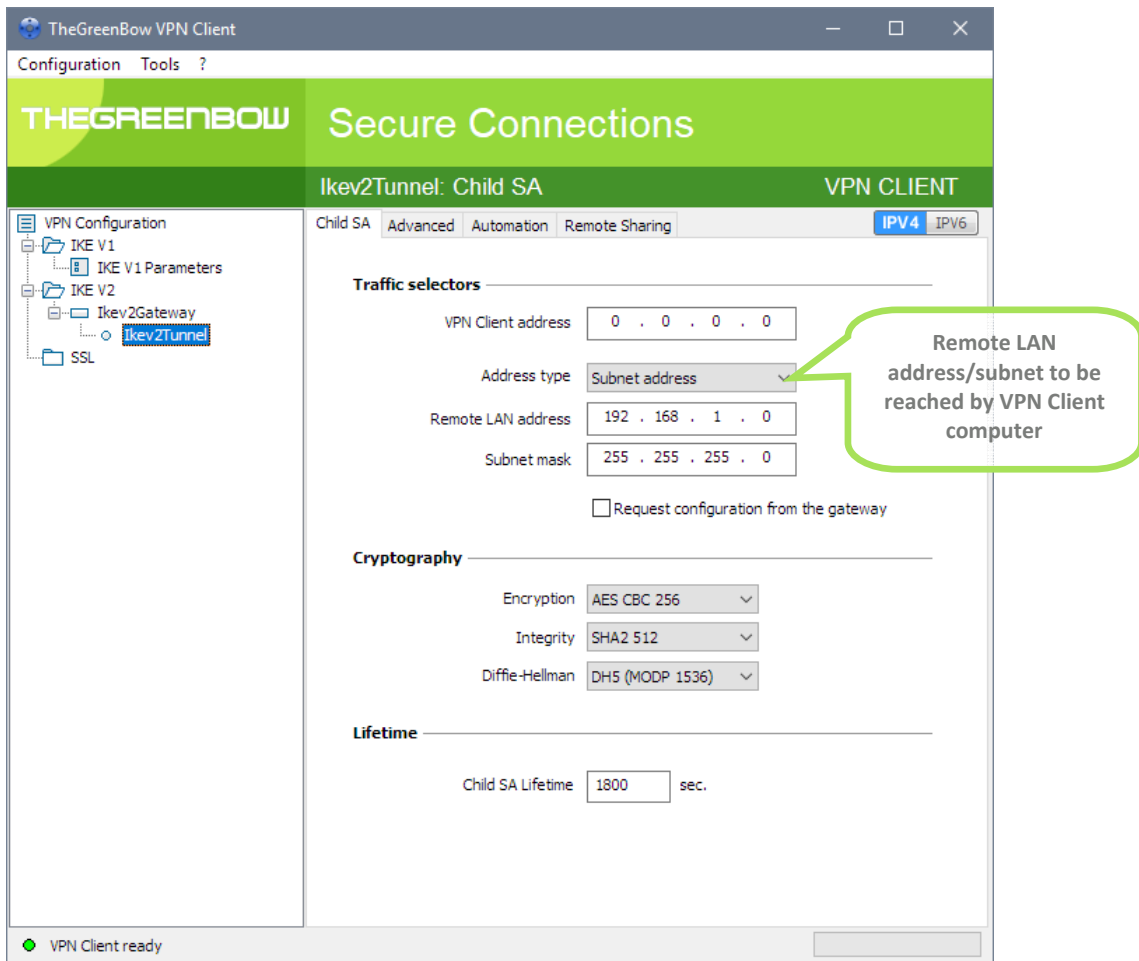 TheGreenBow VPN Client
Configuration Tools ?
THEGREENBOW
Secure Connections
Ikev2Tunnel: Child SA
VPN CLIENT
VPN Configuration
IKE V1
IKE V1 Parameters
IKE V2
Ikev2Gateway
Ikev2Tunnel
SSL
Child SA Advanced Automation Remote Sharing
IPV4 IPV6
Traffic selectors
VPN Client address 0 . 0 . 0 . 0
Address type Subnet address
Remote LAN address 192 . 168 . 1 . 0
Subnet mask 255 . 255 . 255 . 0
Request configuration from the gateway
Remote LAN
address/subnet to be
reached by VPN Client
computer
Cryptography
Encryption AES CBC 256
Integrity SHA2 512
Diffie-Hellman DH5 (MODP 1536)
Lifetime
Child SA Lifetime 1800 sec.
VPN Client ready